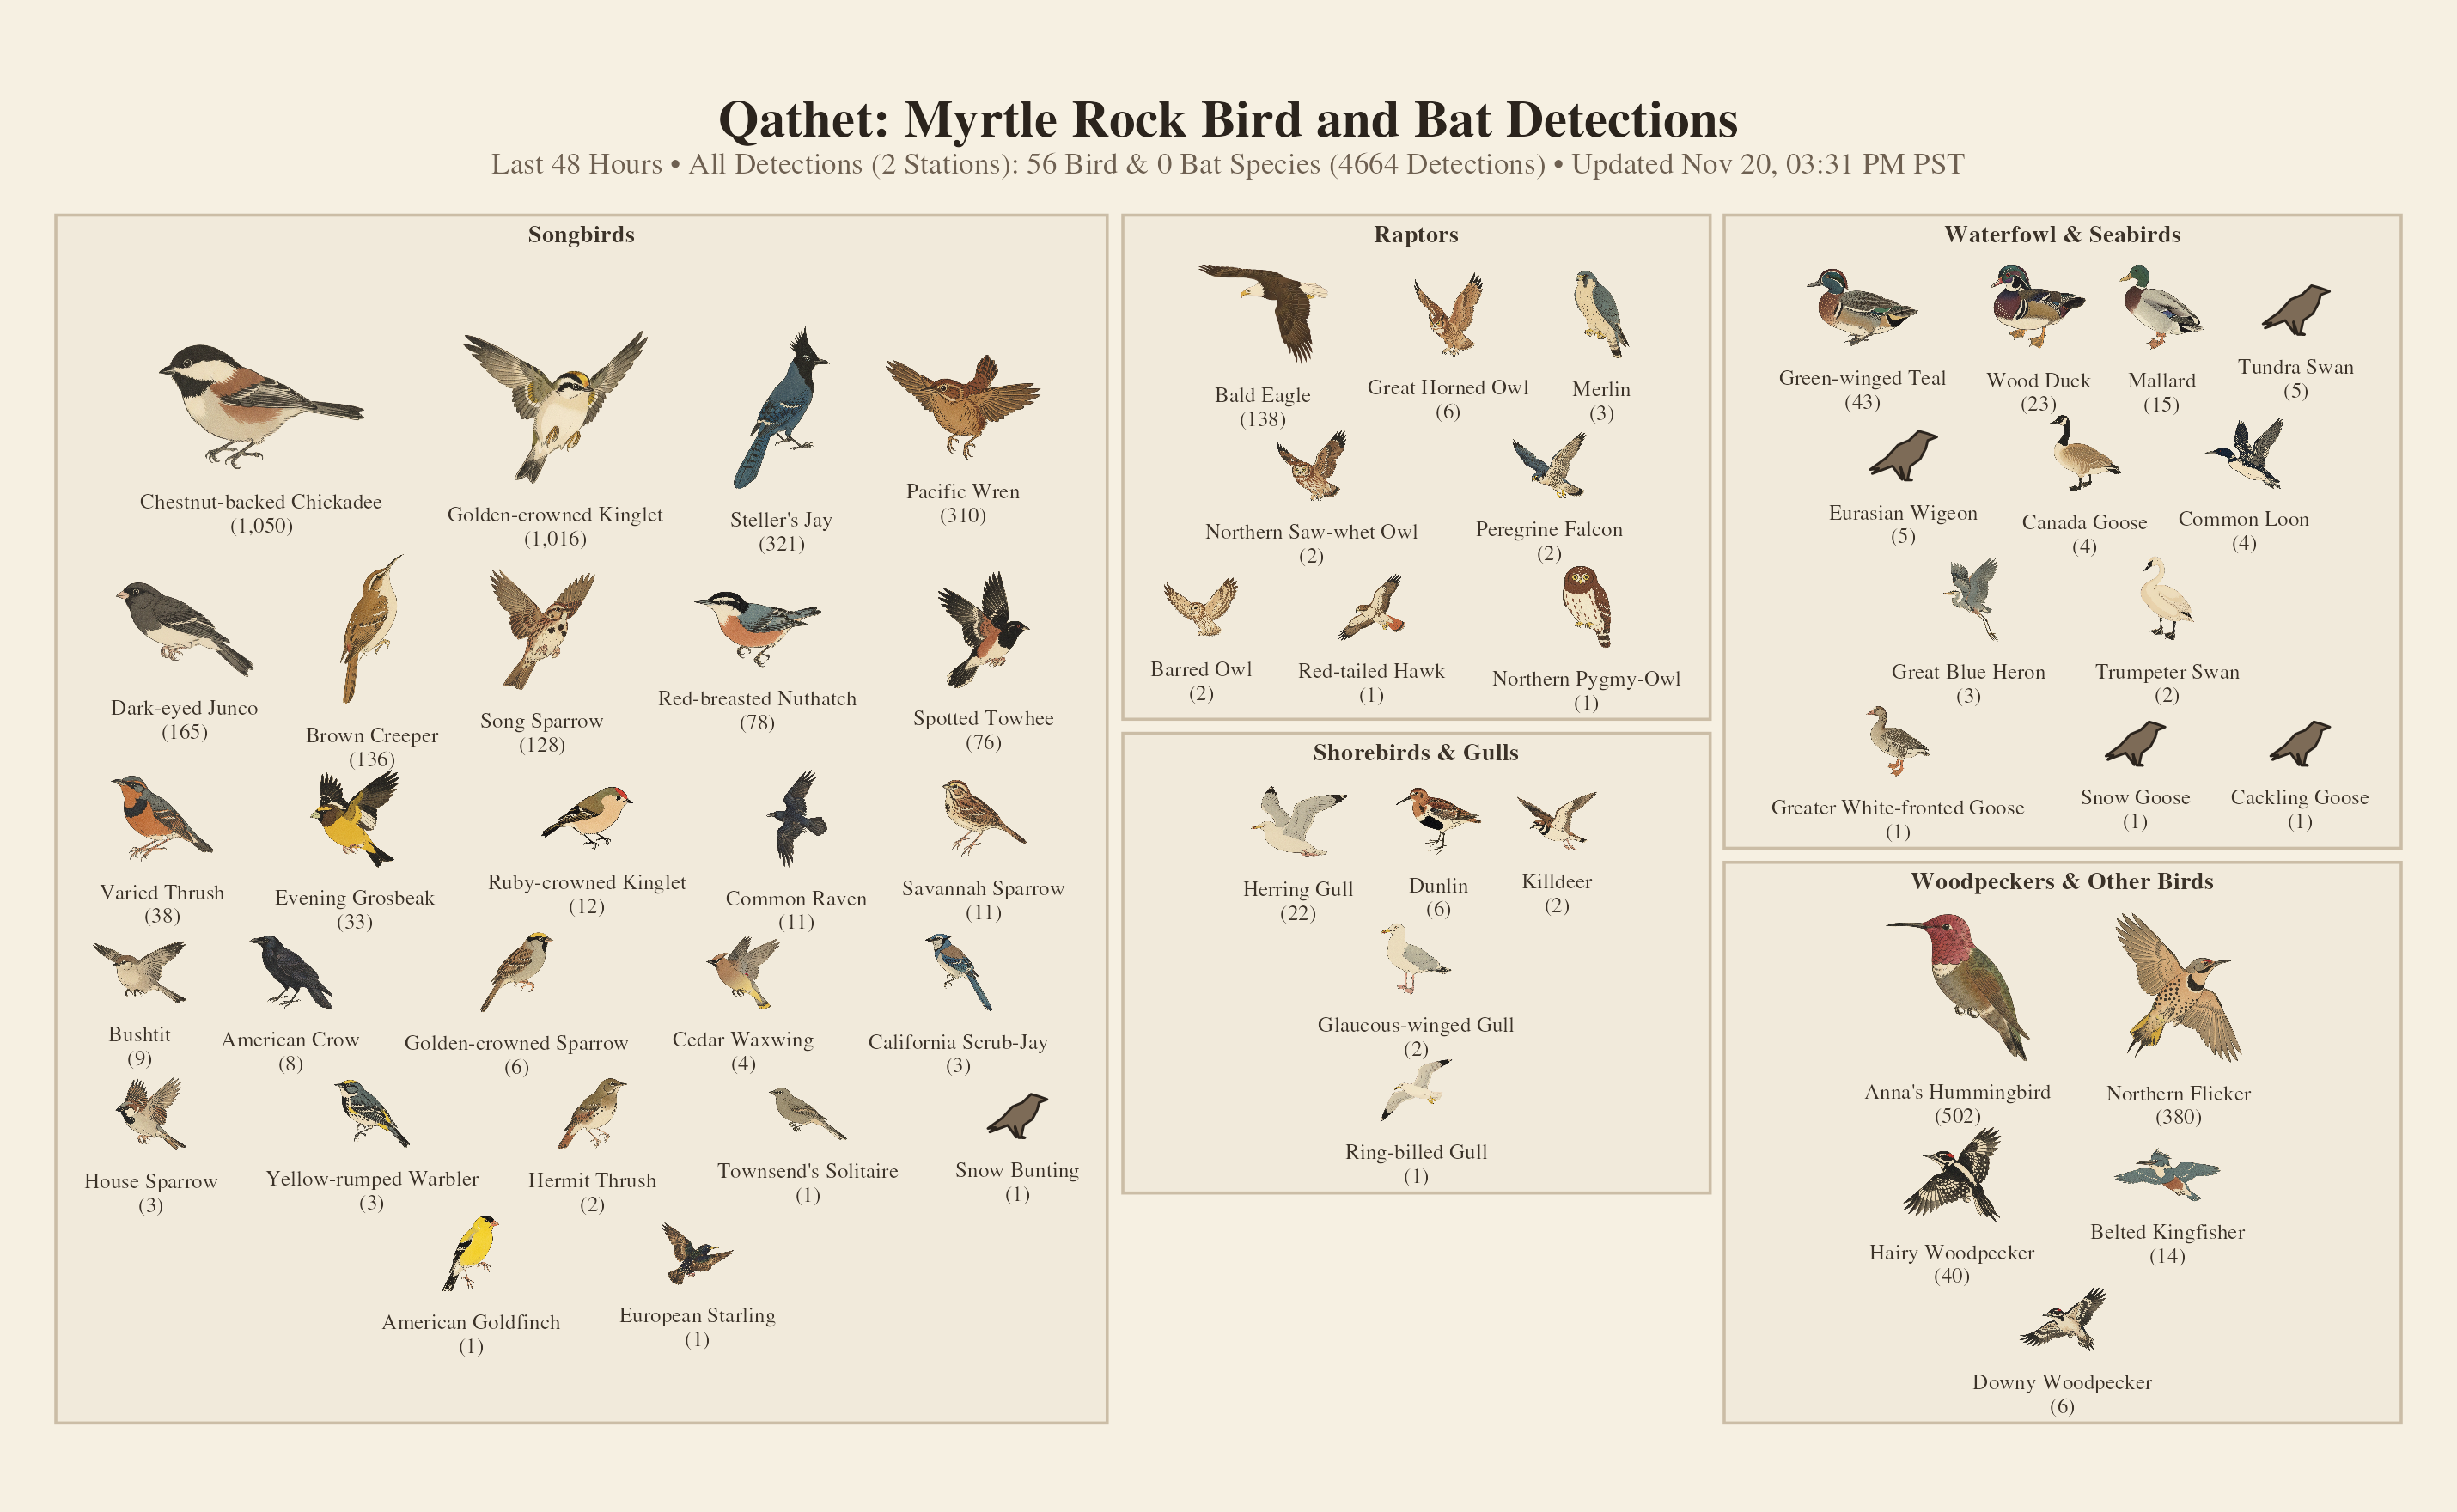 Qathet: Myrtle Rock Bird and Bat Detections
Last 48 Hours • All Detections (2 Stations): 56 Bird & 0 Bat Species (4664 Detections) • Updated Nov 20, 03:31 PM PST
Songbirds
Chestnut-backed Chickadee
(1,050)
Golden-crowned Kinglet
(1,016)
Steller's Jay
(321)
Pacific Wren
(310)
Dark-eyed Junco
(165)
Brown Creeper
(136)
Song Sparrow
(128)
Red-breasted Nuthatch
(78)
Spotted Towhee
(76)
Varied Thrush
(38)
Evening Grosbeak
(33)
Ruby-crowned Kinglet
(12)
Common Raven
(11)
Savannah Sparrow
(11)
Bushtit
(9)
American Crow
(8)
Golden-crowned Sparrow
(6)
Cedar Waxwing
(4)
California Scrub-Jay
(3)
House Sparrow
(3)
Yellow-rumped Warbler
(3)
Hermit Thrush
(2)
Townsend's Solitaire
(1)
Snow Bunting
(1)
American Goldfinch
(1)
European Starling
(1)
Raptors
Bald Eagle
(138)
Great Horned Owl
(6)
Merlin
(3)
Northern Saw-whet Owl
(2)
Peregrine Falcon
(2)
Barred Owl
(2)
Red-tailed Hawk
(1)
Northern Pygmy-Owl
(1)
Shorebirds & Gulls
Herring Gull
(22)
Dunlin
(6)
Killdeer
(2)
Glaucous-winged Gull
(2)
Ring-billed Gull
(1)
Waterfowl & Seabirds
Green-winged Teal
(43)
Wood Duck
(23)
Mallard
(15)
Tundra Swan
(5)
Eurasian Wigeon
(5)
Canada Goose
(4)
Common Loon
(4)
Great Blue Heron
(3)
Trumpeter Swan
(2)
Greater White-fronted Goose
(1)
Snow Goose
(1)
Cackling Goose
(1)
Woodpeckers & Other Birds
Anna's Hummingbird
(502)
Northern Flicker
(380)
Hairy Woodpecker
(40)
Belted Kingfisher
(14)
Downy Woodpecker
(6)